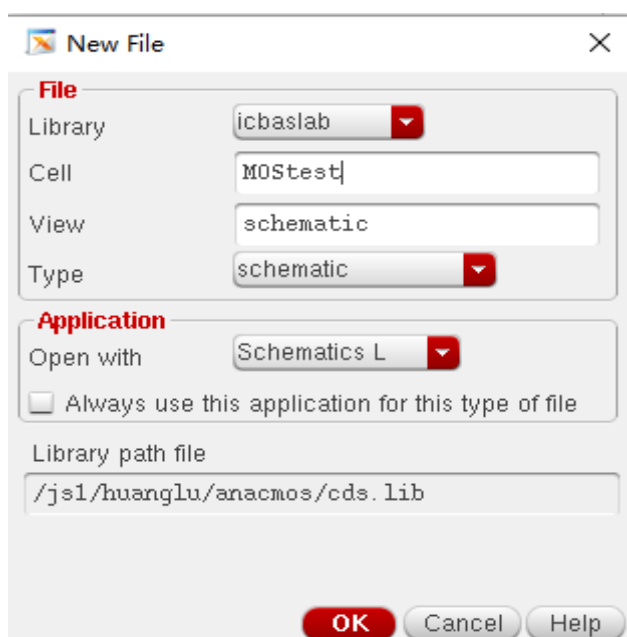 New File
File
Library icbaslab
Cell MOStest
View schematic
Type schematic
Application
Open with Schematics L
Always use this application for this type of file
Library path file
/js1/huanglu/anacmos/cds.lib
OK Cancel Help